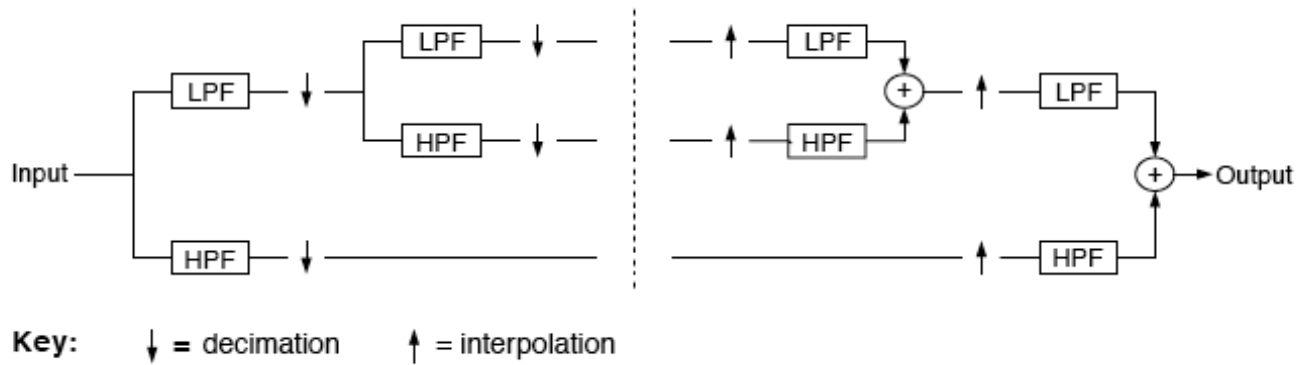 LPF
LPF
LPF
LPF
HPF
+
HPF
Input
+
Output
HPF
HPF
Key:
↓ = decimation
↑ = interpolation